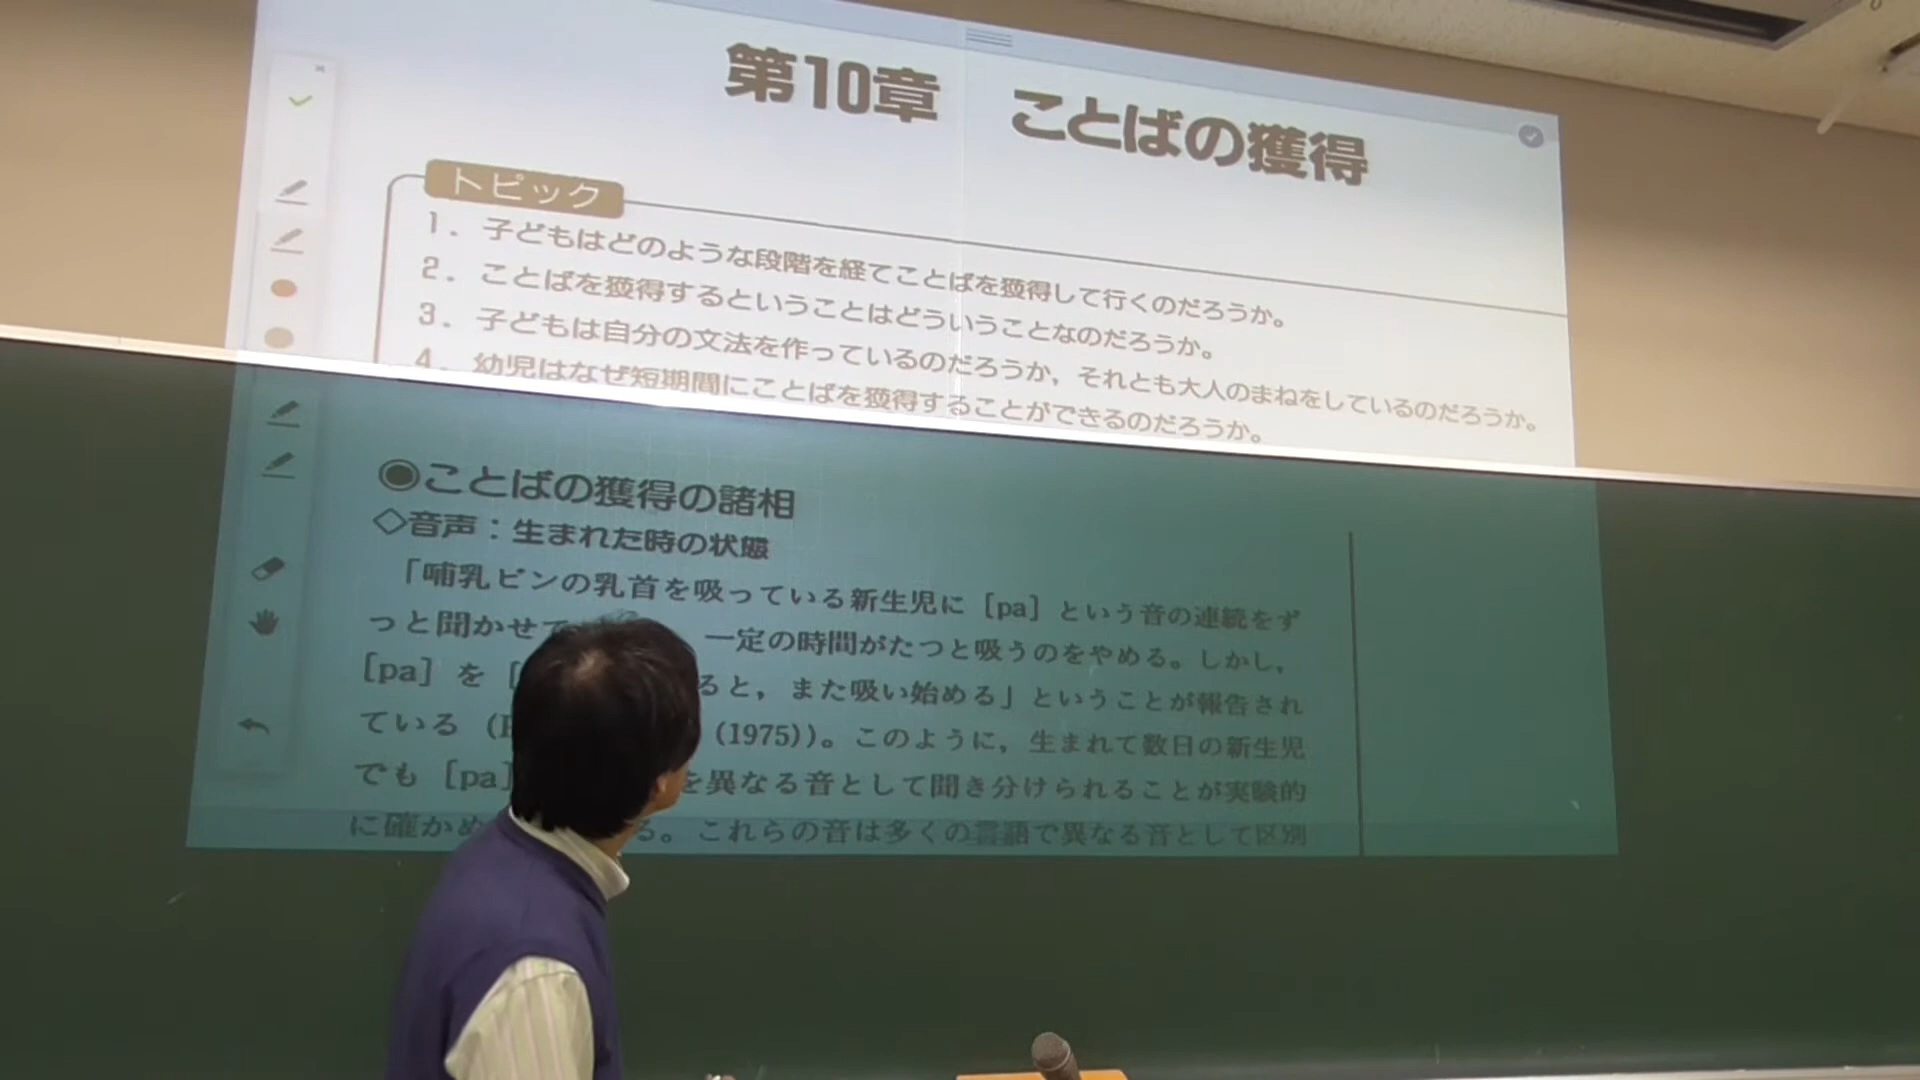 第10章 ことばの獲得
トピック
1. 子どもはどのような段階を経てことばを獲得して行くのだろうか。
2. ことばを獲得するということはどういうことなのだろうか。
3. 子どもは自分の文法を作っているのだろうか，それとも大人のまねをしているのだろうか。
4. 幼児はなぜ短期間にことばを獲得することができるのだろうか。
◉ことばの獲得の諸相
◇音声：生まれた時の状態
「哺乳ビンの乳首を吸っている新生児に［pa］という音の連続をず
っと聞かせて 一定の時間がたつと吸うのをやめる。しかし，
［pa］を［ ると，また吸い始める」ということが報告され
ている（ (1975)）。このように，生まれて数日の新生児
でも［pa］ を異なる音として聞き分けられることが実験的
に確かめ る。これらの音は多くの言語で異なる音として区別